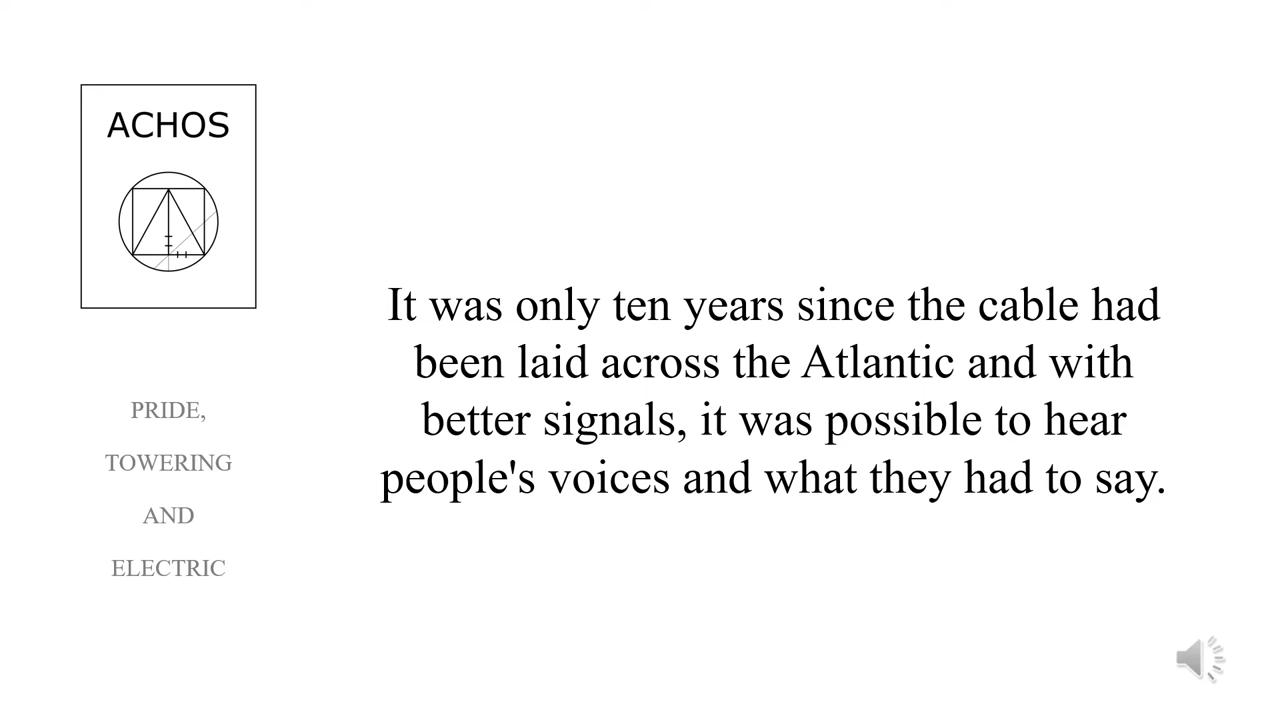 ACHOS
PRIDE,
TOWERING
AND
ELECTRIC
It was only ten years since the cable had
been laid across the Atlantic and with
better signals, it was possible to hear
people's voices and what they had to say.